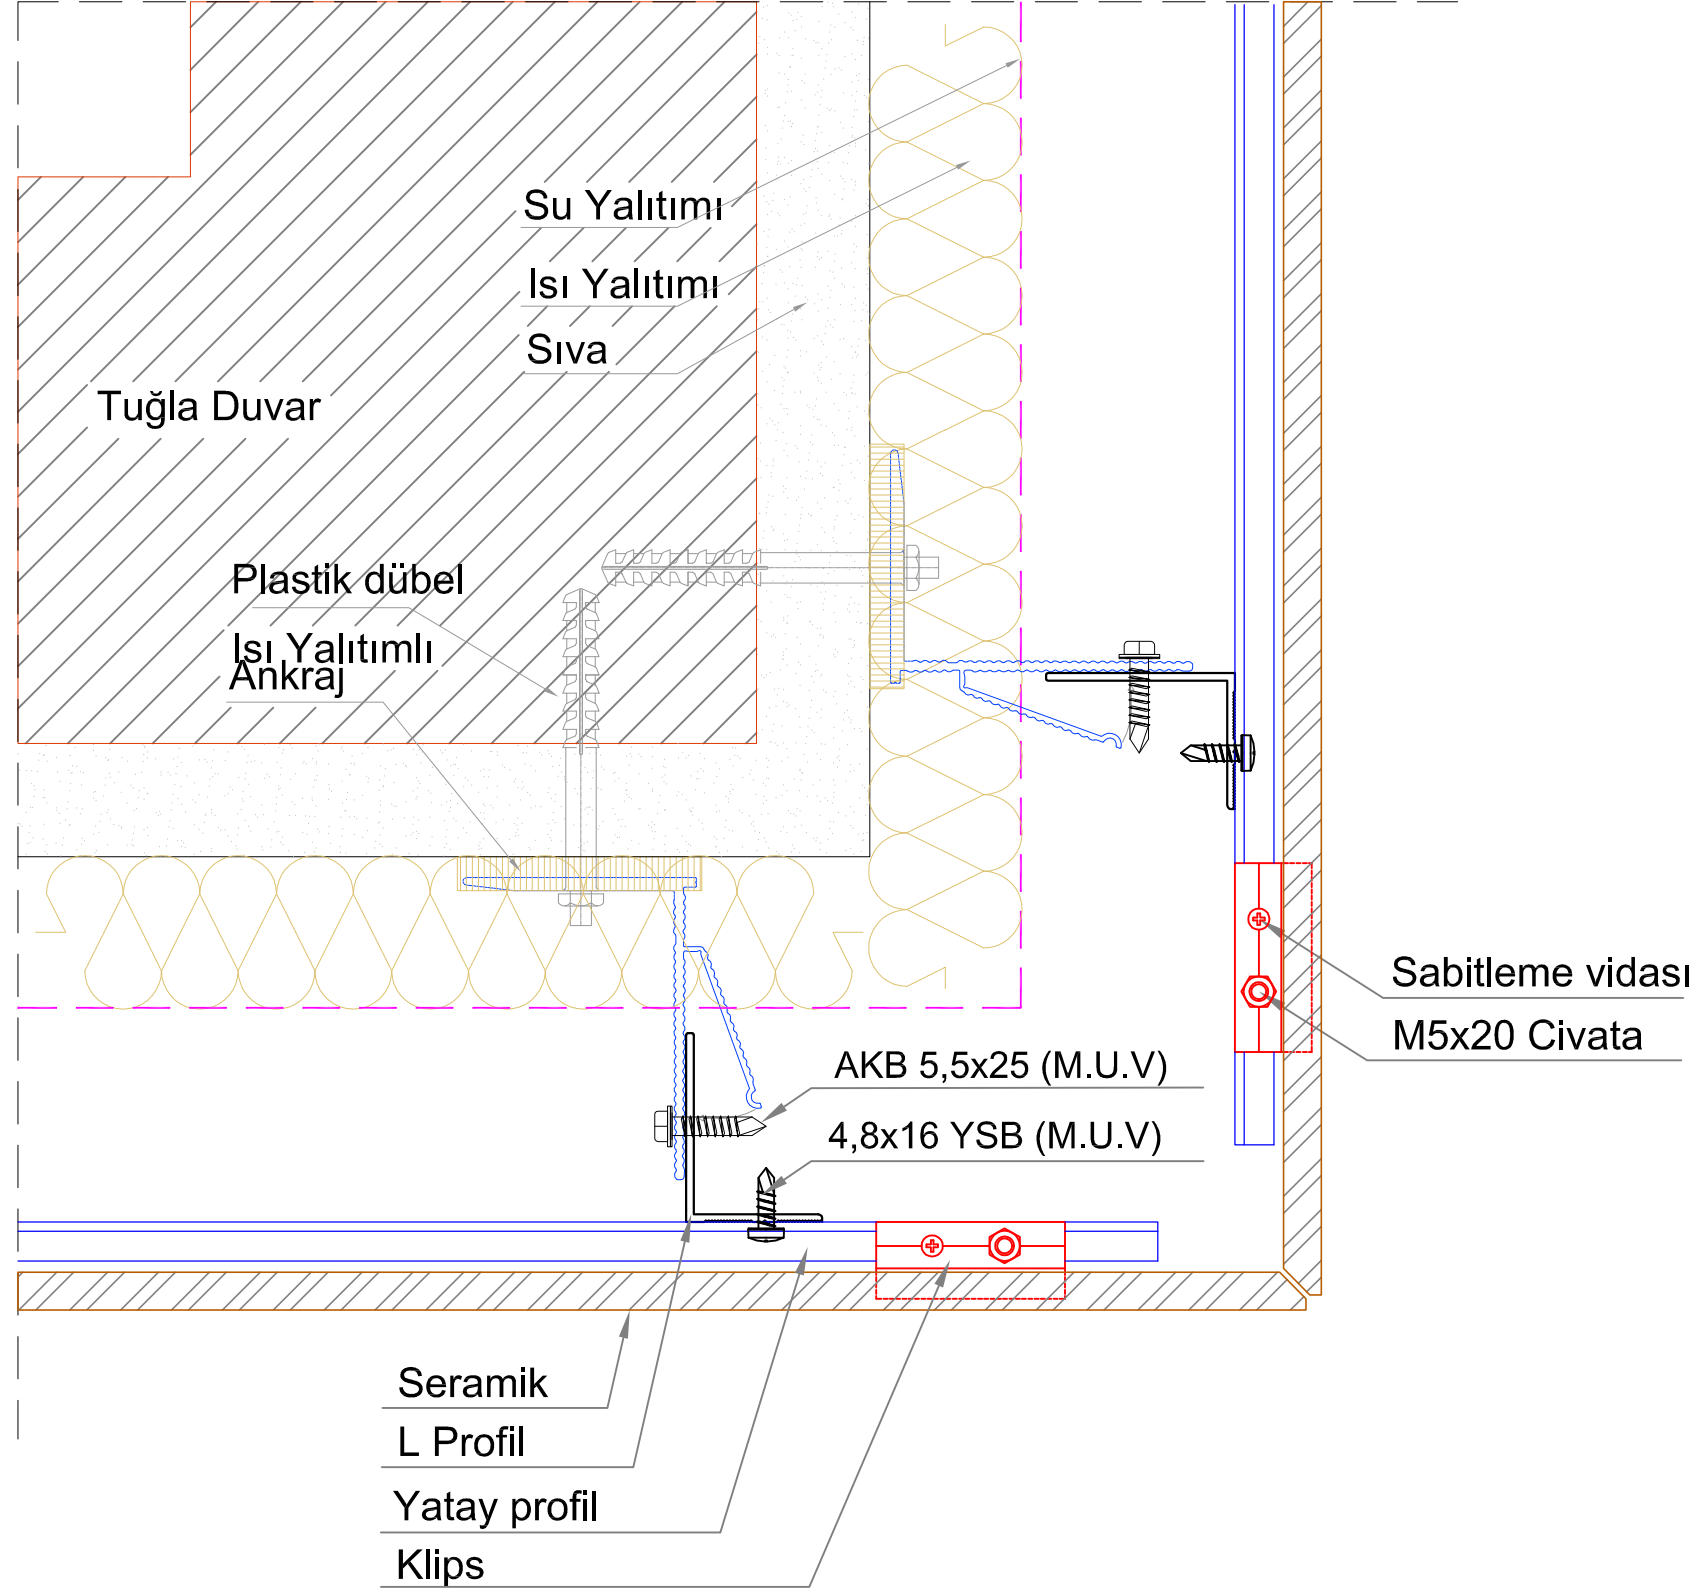 Su Yalıtımı
Isı Yalıtımı
Sıva
Tuğla Duvar
Plastik dübel
Isı Yalıtımlı
Ankraj
Sabitleme vidası
M5x20 Civata
AKB 5,5x25 (M.U.V)
4,8x16 YSB (M.U.V)
Seramik
L Profil
Yatay profil
Klips